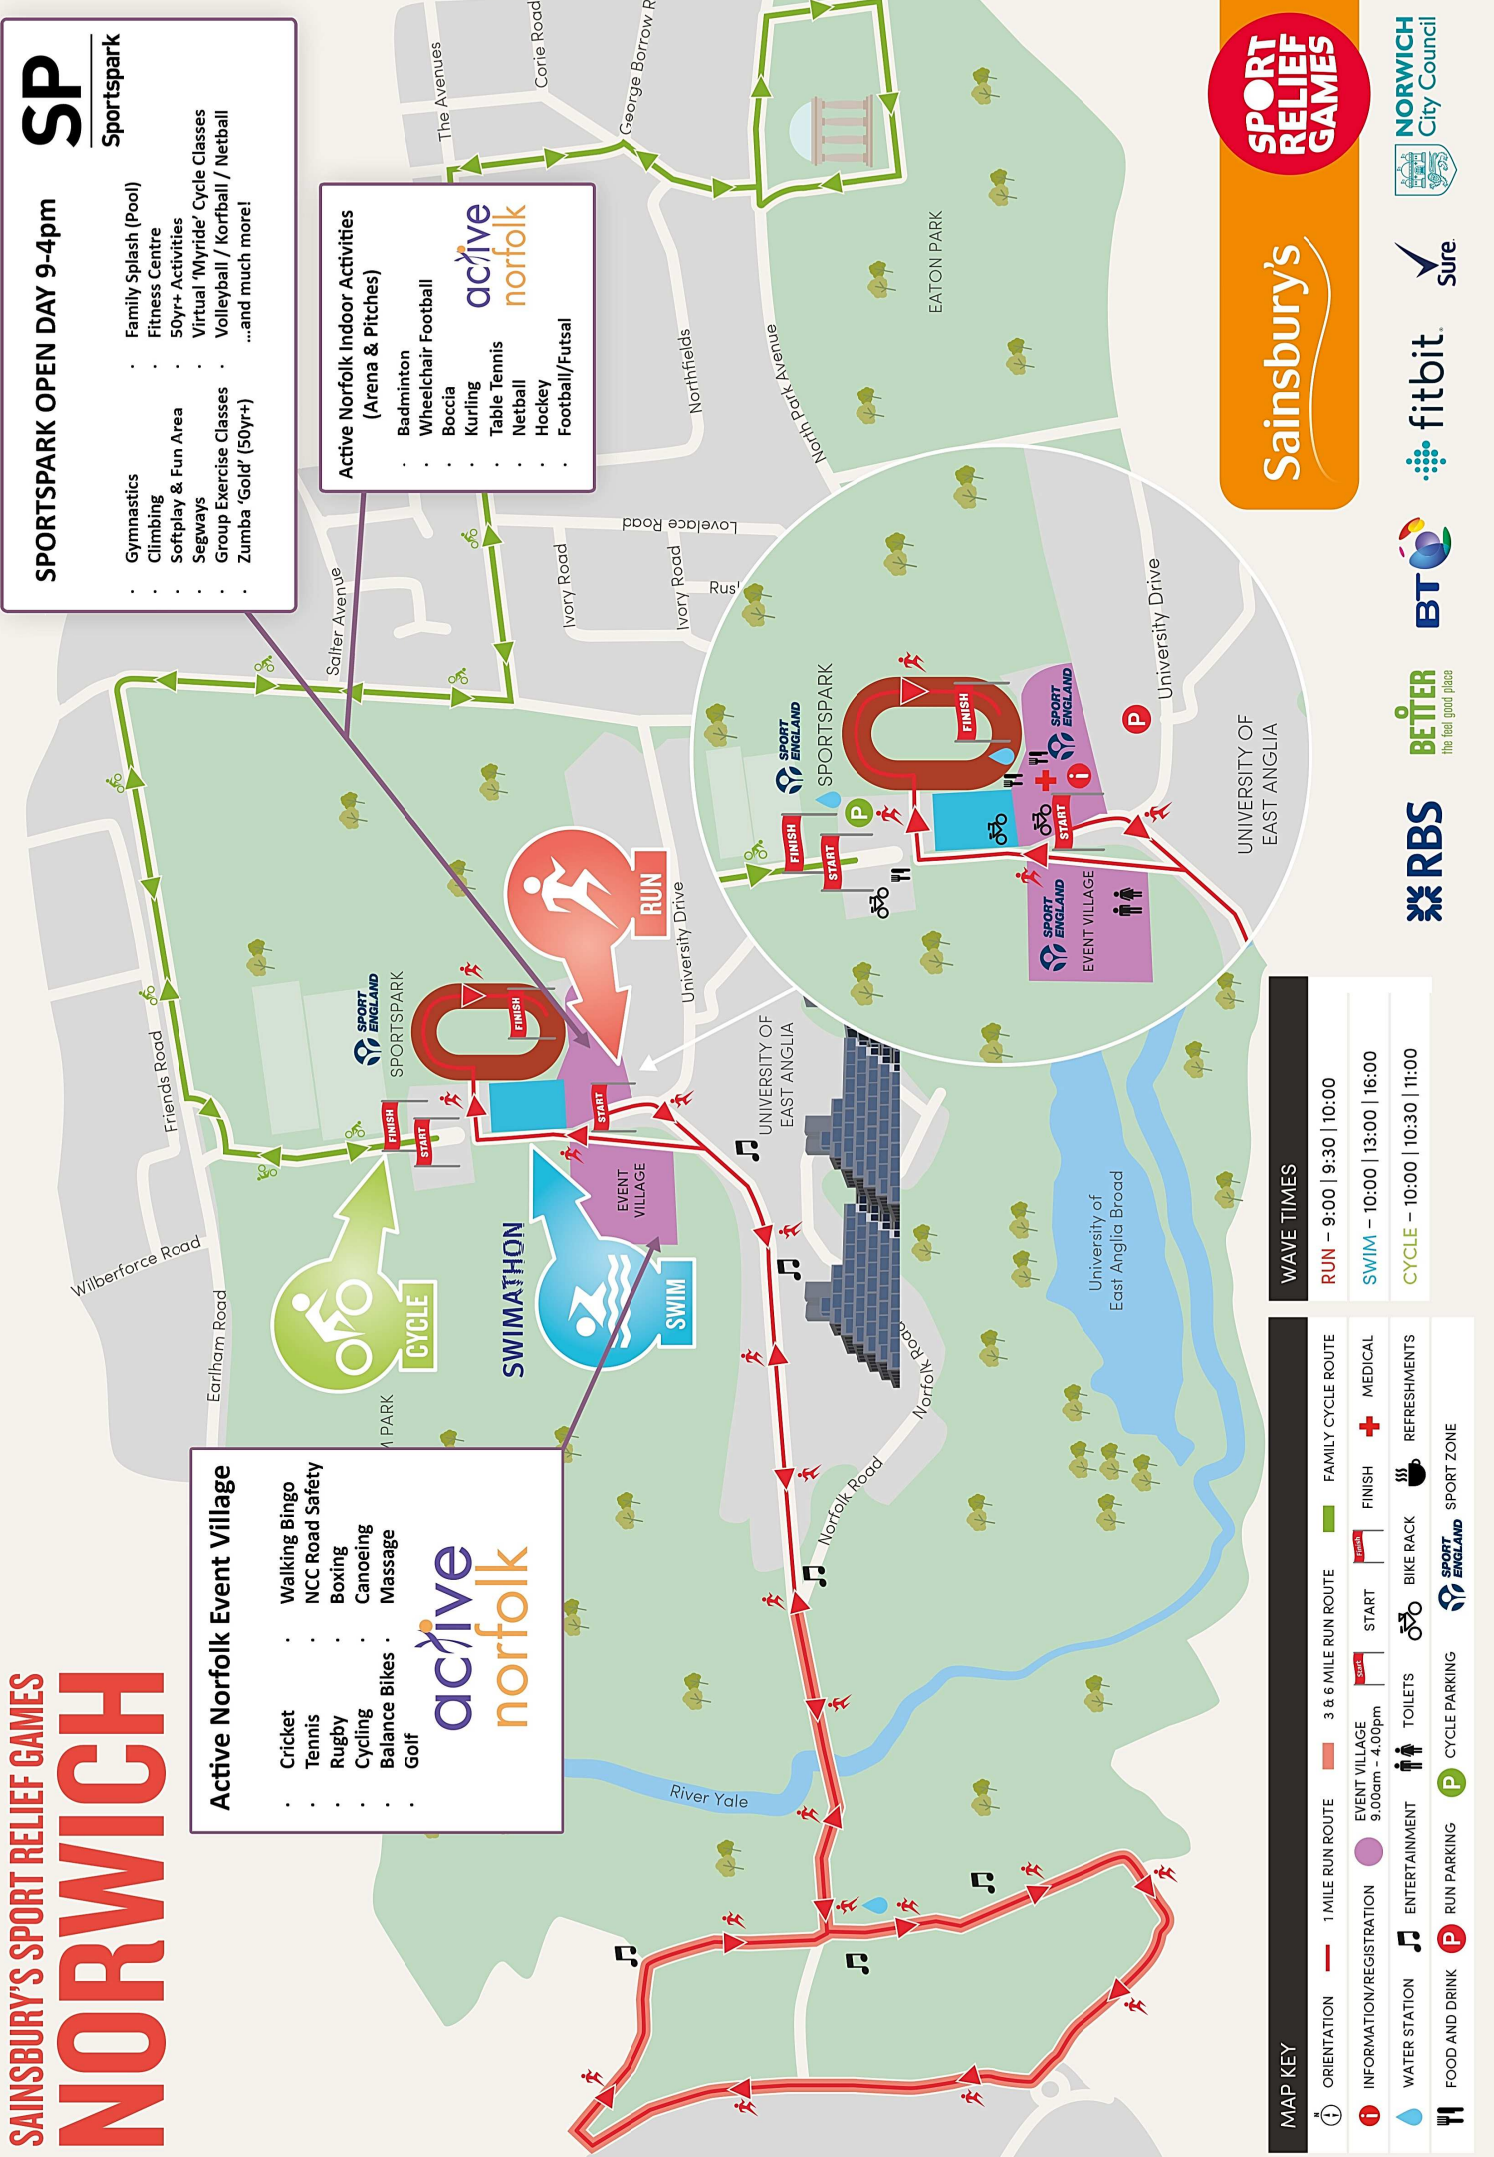 SAINSBURY'S SPORT RELIEF GAMES
NORWICH
Active Norfolk Event Village
· Cricket
· Tennis
· Rugby
· Cycling
· Balance Bikes
· Golf
· Walking Bingo
· NCC Road Safety
· Boxing
· Canoeing
· Massage
active
norfolk
SPORTSPARK OPEN DAY 9-4pm
SP
Sportspark
· Gymnastics
· Climbing
· Softplay & Fun Area
· Segways
· Group Exercise Classes
· Zumba 'Gold' (50yr+)
· Family Splash (Pool)
· Fitness Centre
· 50yr+ Activities
· Virtual 'Myride' Cycle Classes
· Volleyball / Korfball / Netball
...and much more!
Active Norfolk Indoor Activities
(Arena & Pitches)
· Badminton
· Wheelchair Football
· Boccia
· Kurling
· Table Tennis
· Netball
· Hockey
· Football/Futsal
active
norfolk
Wilberforce Road
Earlham Road
Friends Road
Salter Avenue
The Avenues
Corie Road
George Borrow R
Northfields
North Park Avenue
Lovelace Road
Ivory Road
Ivory Road
Rus
EATON PARK
M PARK
CYCLE
SWIMATHON
SWIM
RUN
FINISH
START
SPORT
ENGLAND
SPORTSPARK
FINISH
START
EVENT
VILLAGE
University Drive
UNIVERSITY OF
EAST ANGLIA
Norfolk Road
Norfolk Road
River Yale
University of
East Anglia Broad
SPORT
ENGLAND
SPORTSPARK
FINISH
START
P
FINISH
SPORT
ENGLAND
i
START
SPORT
ENGLAND
EVENT VILLAGE
P
University Drive
UNIVERSITY OF
EAST ANGLIA
MAP KEY
N
ORIENTATION
1 MILE RUN ROUTE
3 & 6 MILE RUN ROUTE
FAMILY CYCLE ROUTE
i INFORMATION/REGISTRATION
EVENT VILLAGE
9.00am - 4.00pm
Start START
Finish FINISH
MEDICAL
WATER STATION
ENTERTAINMENT
TOILETS
BIKE RACK
REFRESHMENTS
FOOD AND DRINK
P RUN PARKING
P CYCLE PARKING
SPORT
ENGLAND
SPORT ZONE
WAVE TIMES
RUN – 9:00 | 9:30 | 10:00
SWIM – 10:00 | 13:00 | 16:00
CYCLE – 10:00 | 10:30 | 11:00
Sainsbury's
SPORT
RELIEF
GAMES
RBS
BETTER
the feel good place
BT
fitbit
Sure
NORWICH
City Council